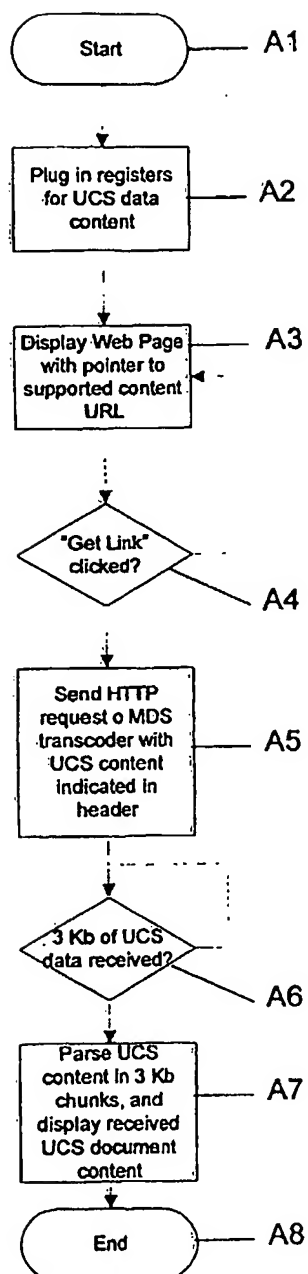 Start
A1
Plug in registers
for UCS data
content
A2
Display Web Page
with pointer to
supported content
URL
A3
"Get Link"
clicked?
A4
Send HTTP
request o MDS
transcoder with
UCS content
indicated in
header
A5
3 Kb of UCS
data received?
A6
Parse UCS
content in 3 Kb
chunks, and
display received
UCS document
content
A7
End
A8